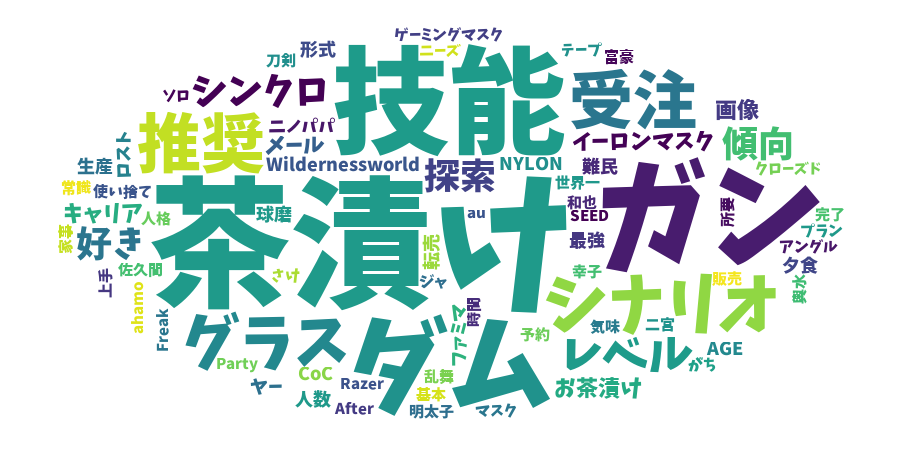 ゲーミングマスク
形式
ニーズ
テープ
富豪
刀剣
技能
ソロ
シンクロ
受注
画像
推奨
ニノパパ
メール
イーロンマスク
傾向
ロスト
生産
Wildernessworld
探索
NYLON
難民
クローズド
常識
使い捨て
茶漬け
世界一
ガン
キャリア
人格
球磨
au
和也
SEED
所要
完了
プラン
家事
好き
転売
最強
アングル
佐久間
さけ
ジャ
幸子
販売
夕食
上手
シナリオ
輿水
ahamo
Freak
グラス
ダム
ファミマ
時間
予約
気味
二宮
レベル
AGE
がち
Party
CoC
ヤー
Razer
乱舞
お茶漬け
人数
After
基本
明太子
マスク